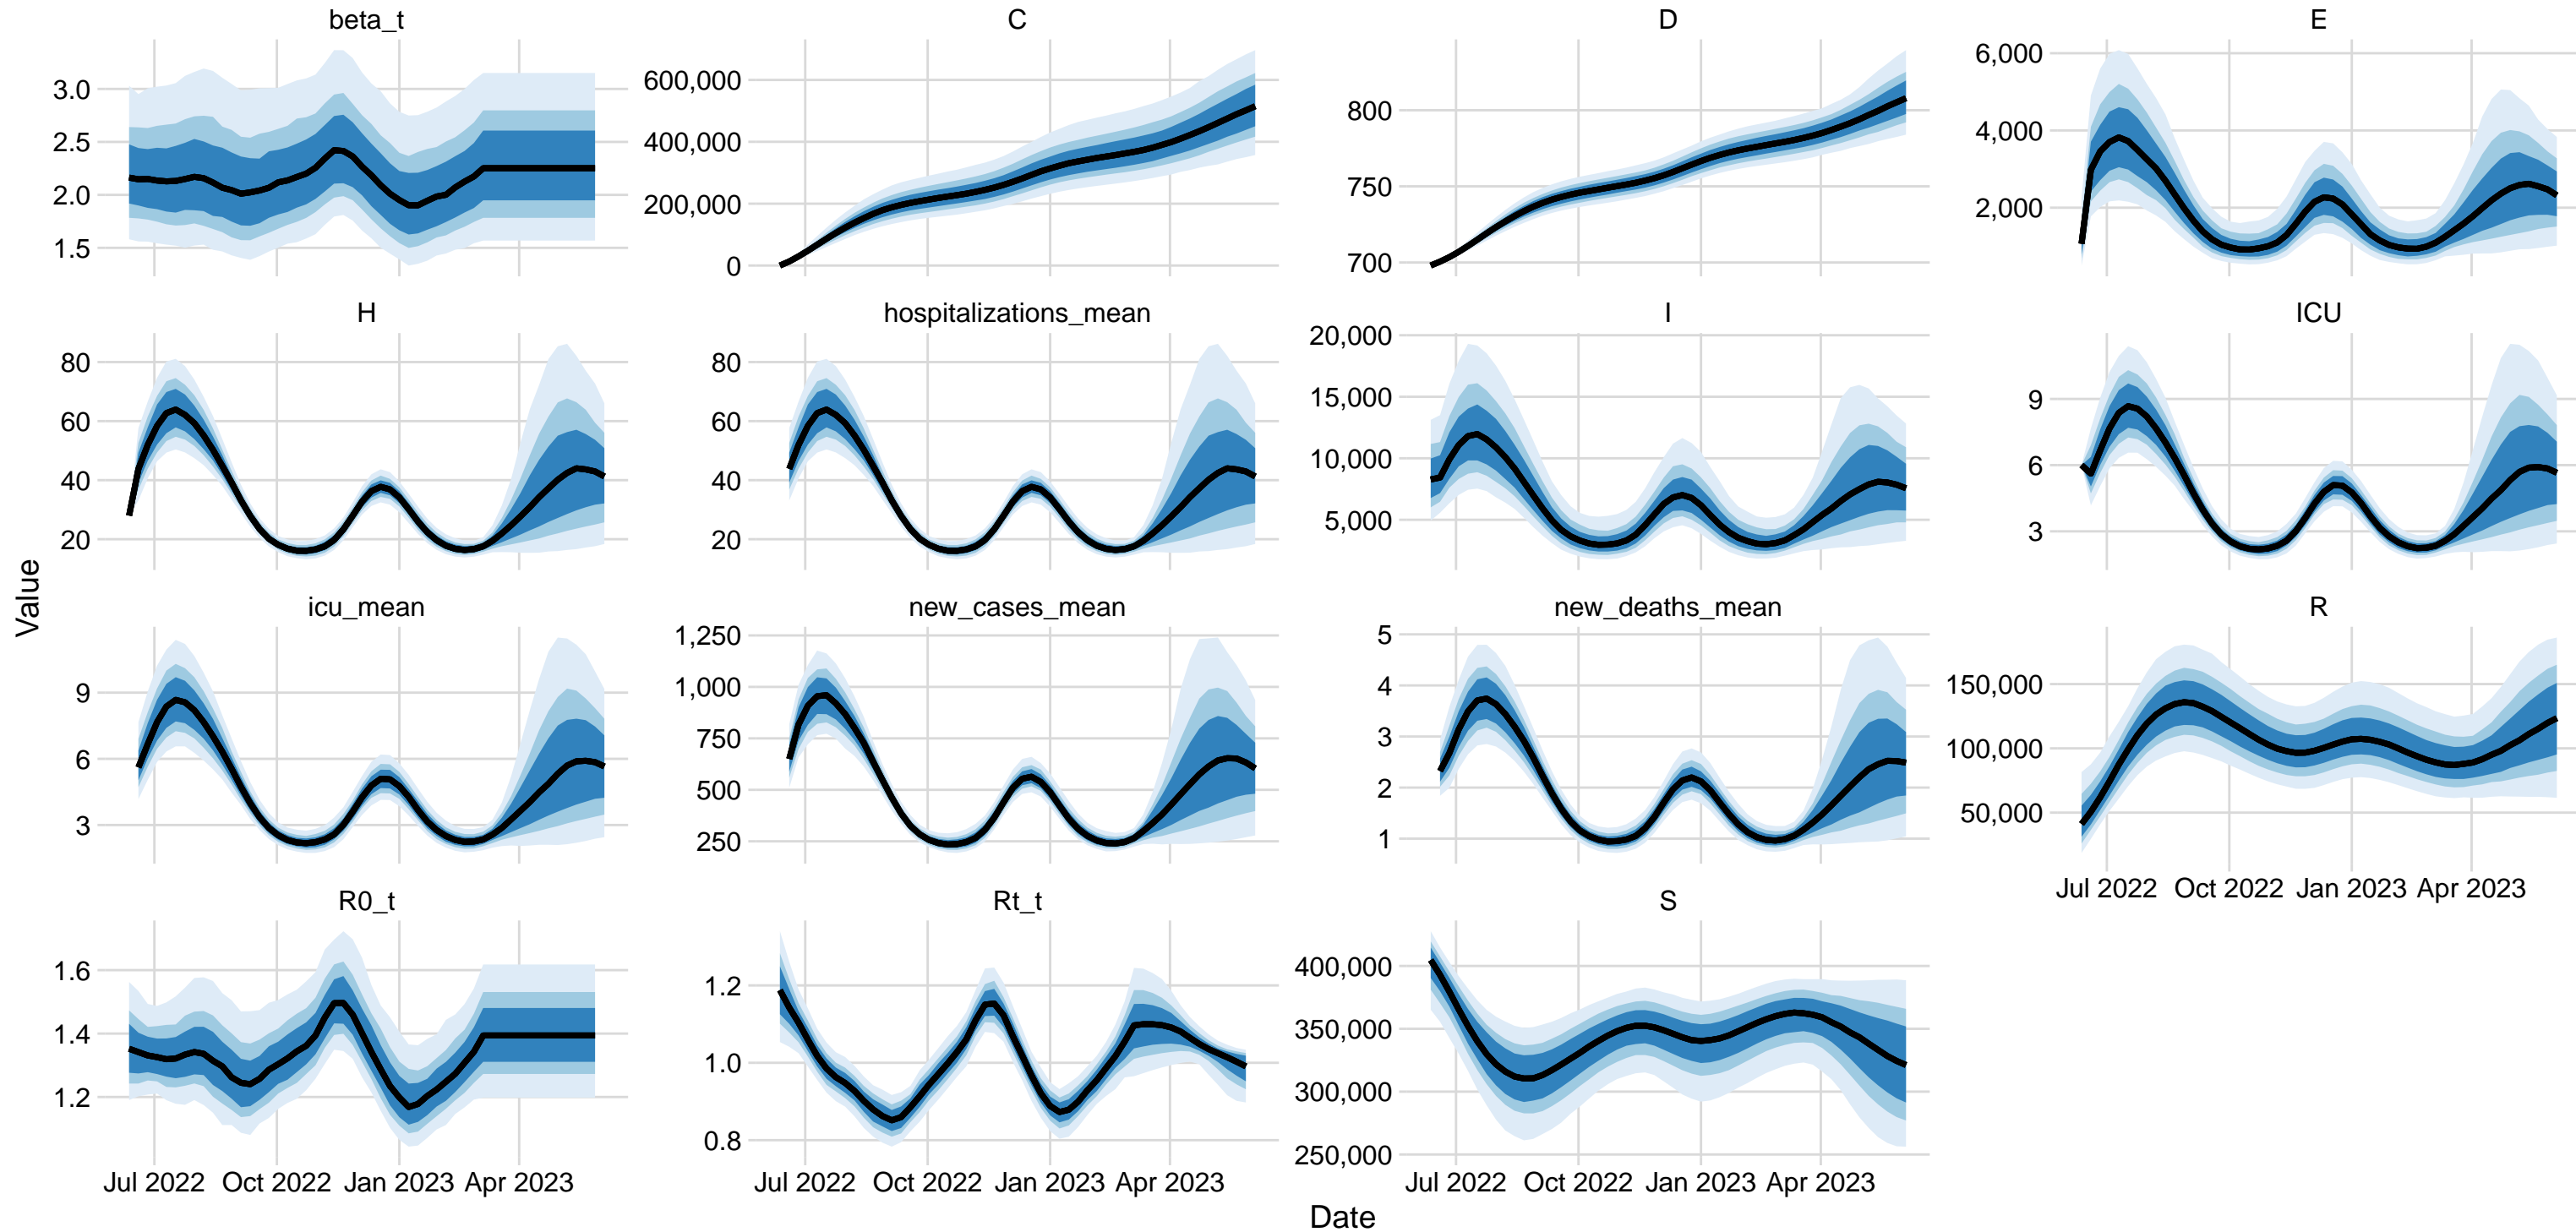 beta_t
C
D
E
3.0
2.5
2.0
1.5
600,000
400,000
200,000
0
800
750
700
6,000
4,000
2,000
H
hospitalizations_mean
I
ICU
80
60
40
20
80
60
40
20
20,000
15,000
10,000
5,000
9
6
3
Value
icu_mean
new_cases_mean
new_deaths_mean
R
9
6
3
1,250
1,000
750
500
250
5
4
3
2
1
150,000
100,000
50,000
Jul 2022 Oct 2022 Jan 2023 Apr 2023
R0_t
Rt_t
S
1.6
1.4
1.2
1.2
1.0
0.8
400,000
350,000
300,000
250,000
Jul 2022 Oct 2022 Jan 2023 Apr 2023
Jul 2022 Oct 2022 Jan 2023 Apr 2023
Jul 2022 Oct 2022 Jan 2023 Apr 2023
Date